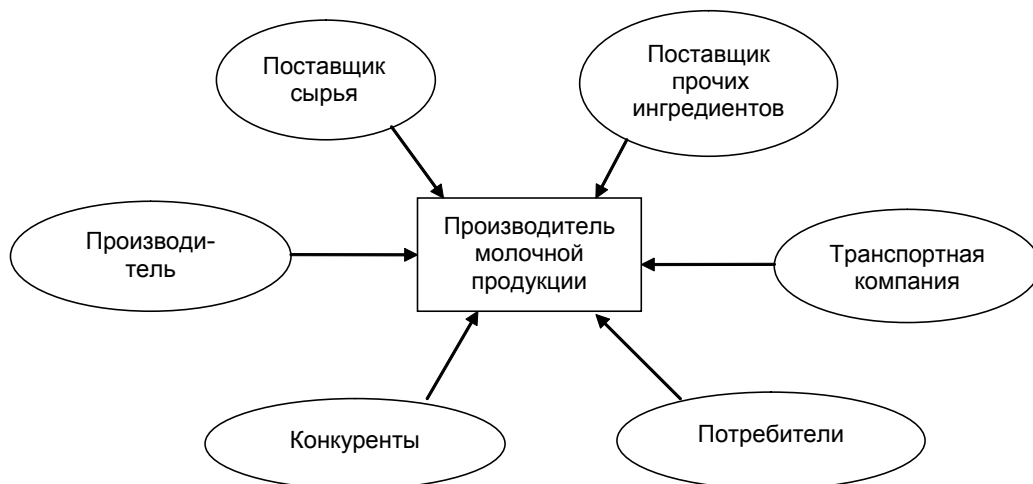 Поставщик
сырья
Поставщик
прочих
ингредиентов
Производи-
тель
Производитель
молочной
продукции
Транспортная
компания
Конкуренты
Потребители